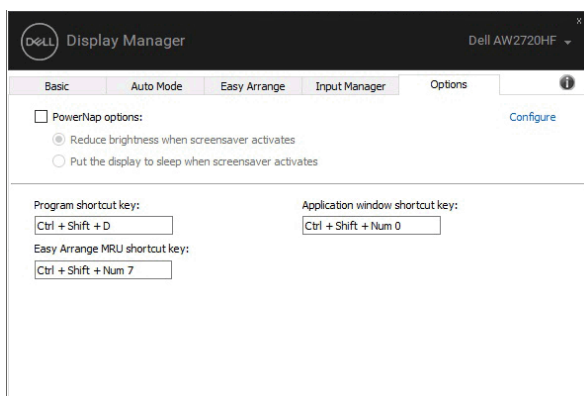 DELL Display Manager Dell AW2720HF
Basic Auto Mode Easy Arrange Input Manager Options
PowerNap options: Configure
Reduce brightness when screensaver activates
Put the display to sleep when screensaver activates
Program shortcut key: Application window shortcut key:
Ctrl + Shift + D Ctrl + Shift + Num 0
Easy Arrange MRU shortcut key:
Ctrl + Shift + Num 7